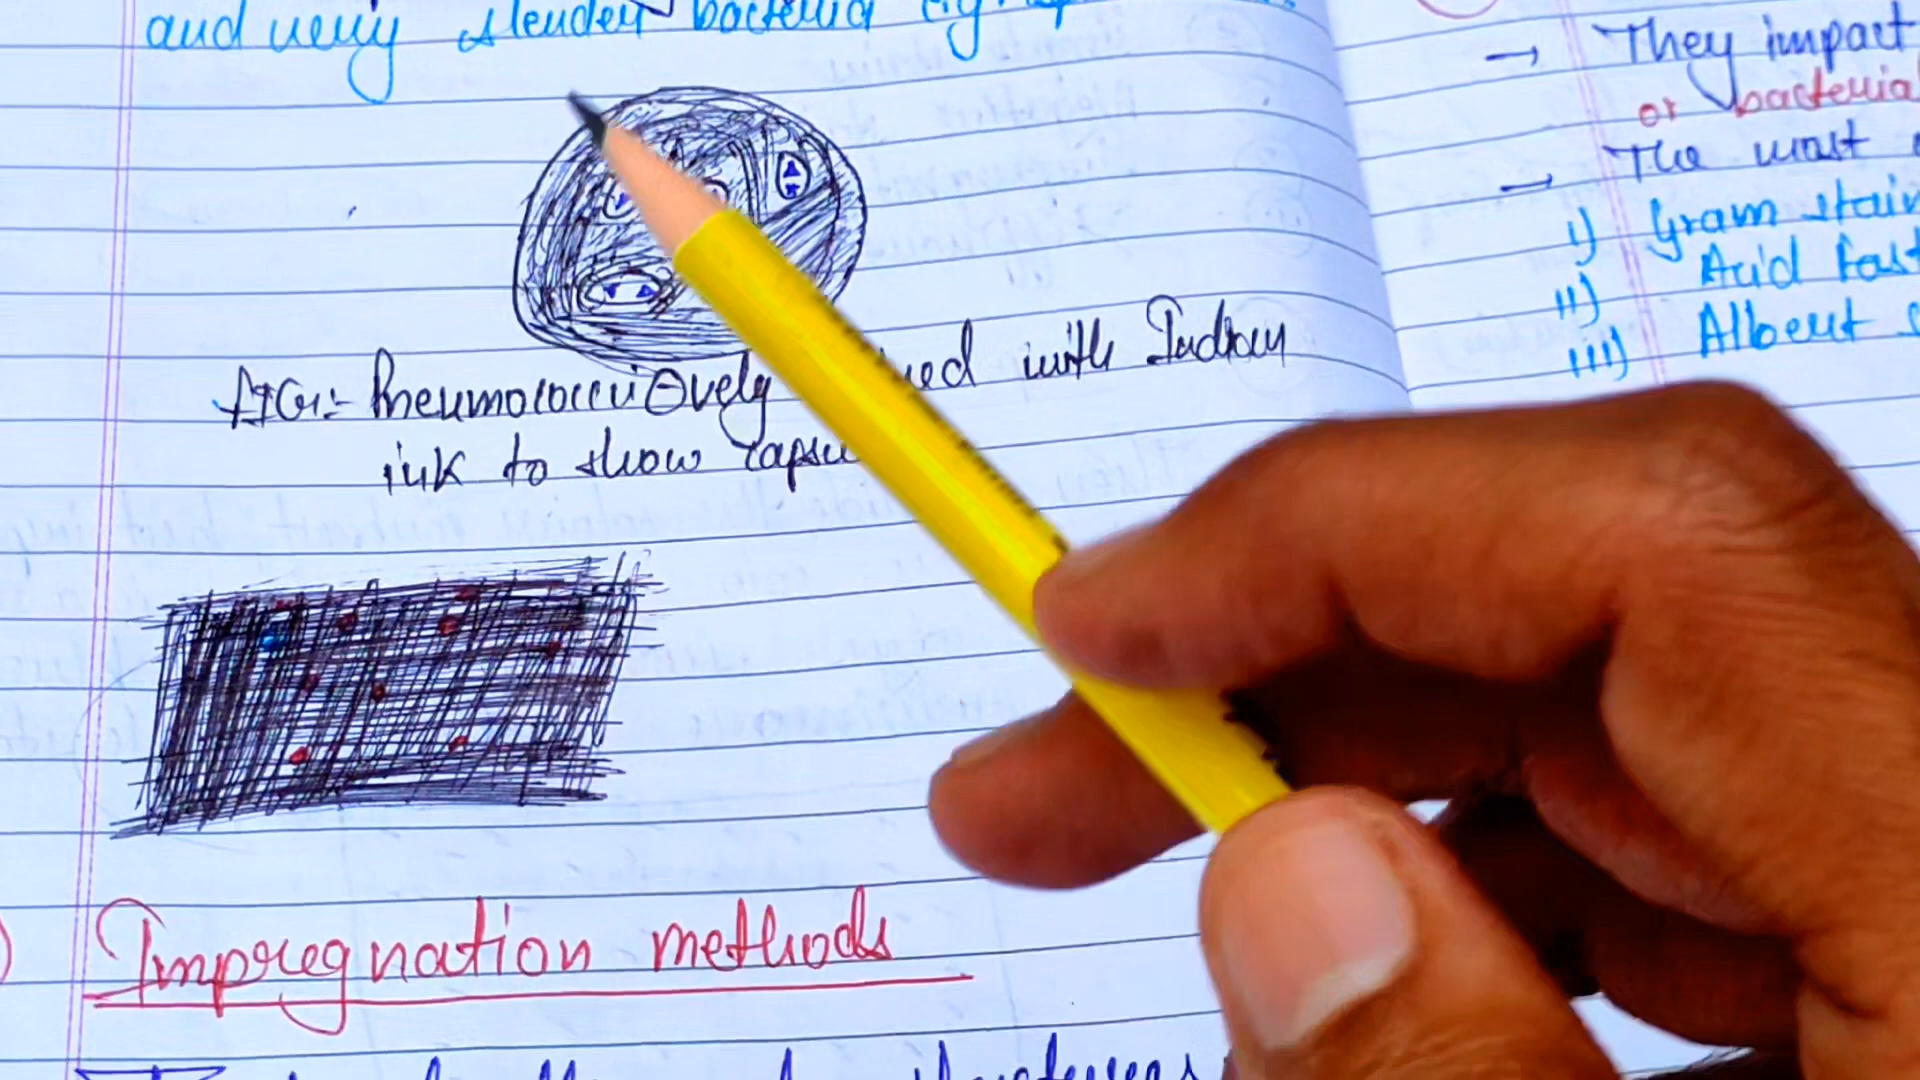 and very slender bacteria
FIG:- Pneumococci with Indian
ink to show
Impregnation methods
→ They impart
or bacterial
→ The most
i) Gram stain
ii) Acid fast
iii) Albert S